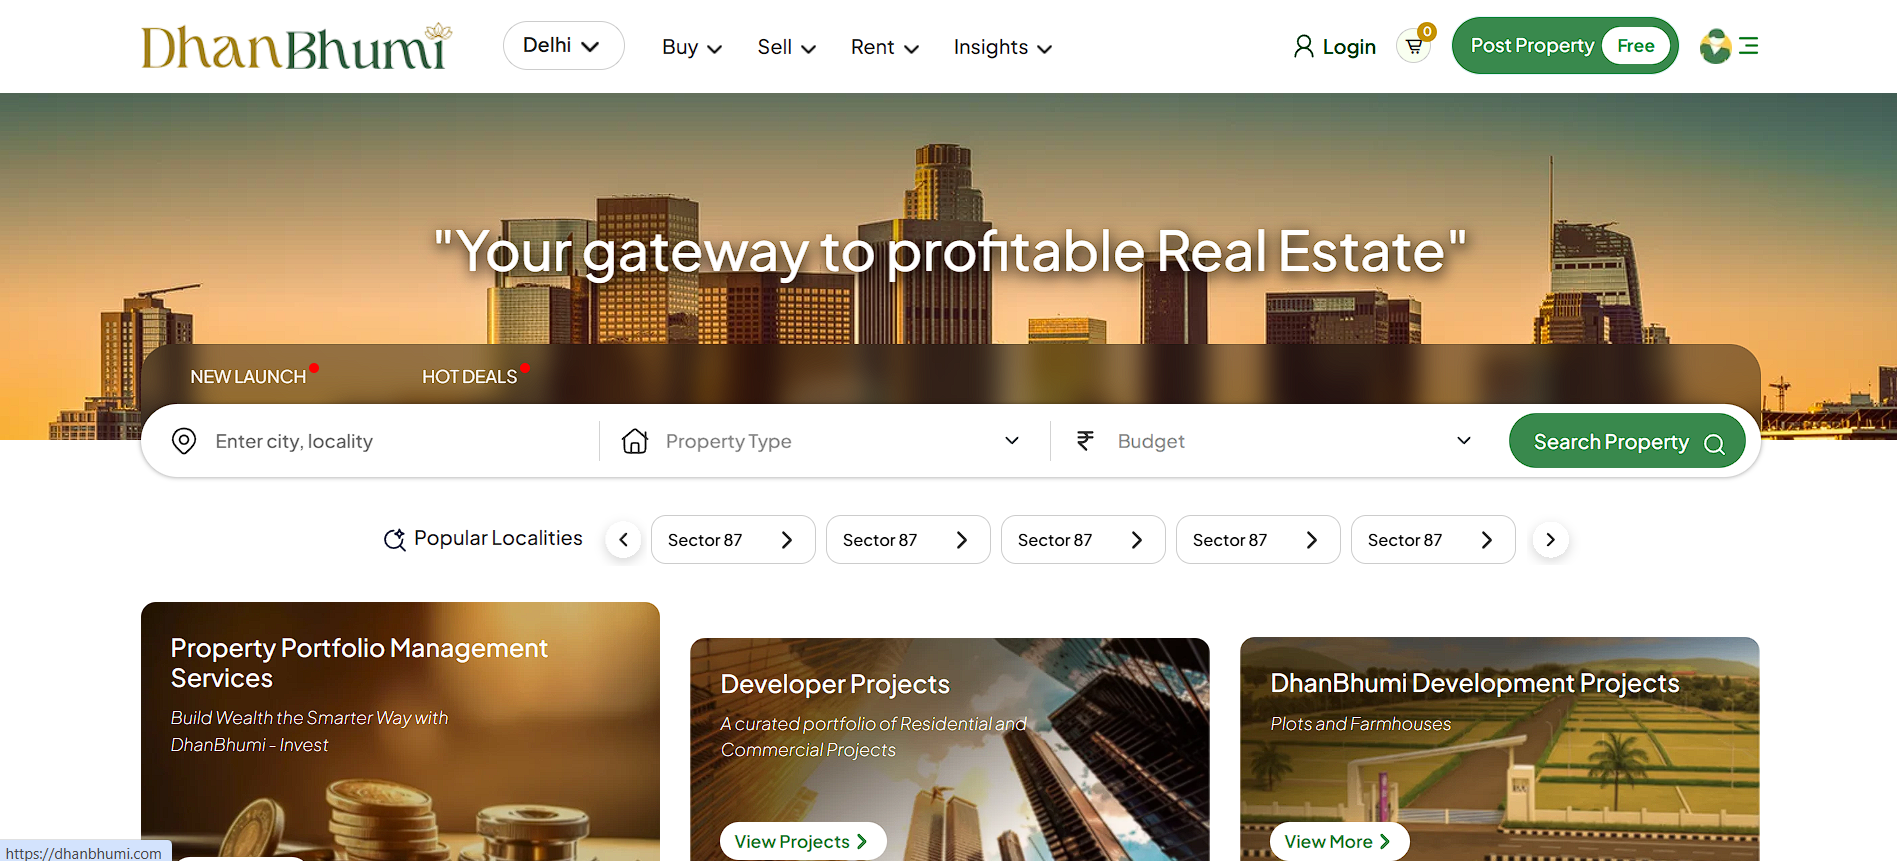 DhanBhumi
Delhi
Buy
Sell
Rent
Insights
Login
0
Post Property Free
"Your gateway to profitable Real Estate"
NEW LAUNCH
HOT DEALS
Enter city, locality
Property Type
₹ Budget
Search Property
Popular Localities
Sector 87
Sector 87
Sector 87
Sector 87
Sector 87
Property Portfolio Management
Services
Build Wealth the Smarter Way with
DhanBhumi - Invest
Developer Projects
A curated portfolio of Residential and
Commercial Projects
View Projects
DhanBhumi Development Projects
Plots and Farmhouses
View More
https://dhanbhumi.com